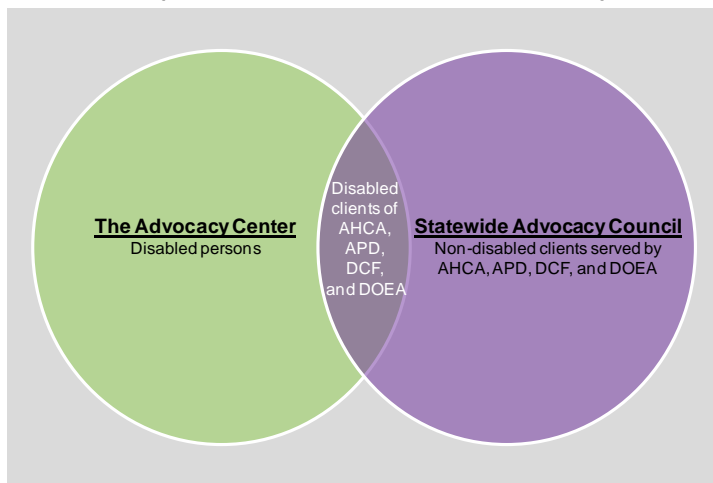 The Advocacy Center
Disabled persons
Disabled
clients of
AHCA,
APD,
DCF,
and DOEA
Statewide Advocacy Council
Non-disabled clients served by
AHCA, APD, DCF, and DOEA